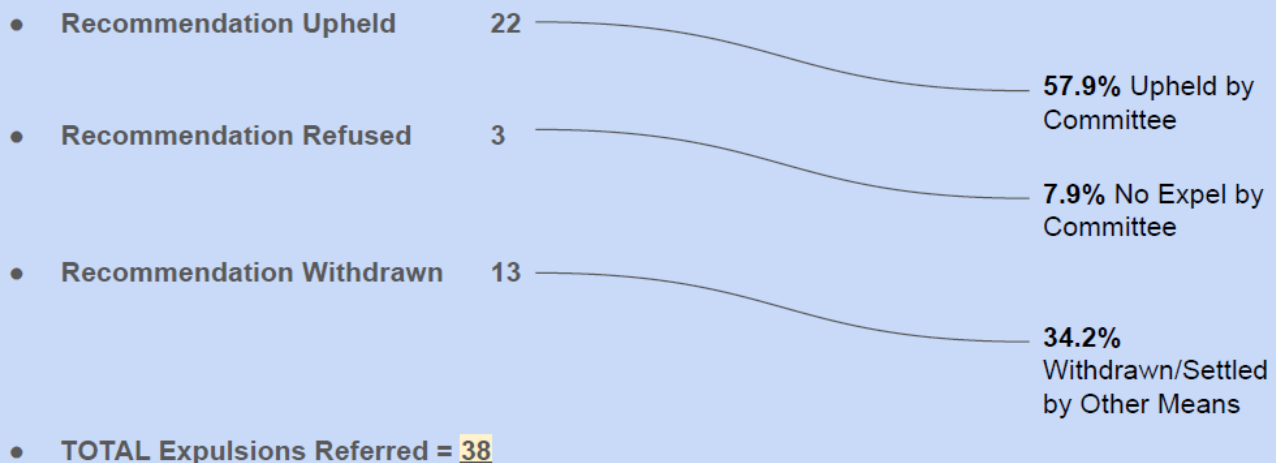 ● Recommendation Upheld 22
57.9% Upheld by
Committee
● Recommendation Refused 3
7.9% No Expel by
Committee
● Recommendation Withdrawn 13
34.2%
Withdrawn/Settled
by Other Means
● TOTAL Expulsions Referred = 38